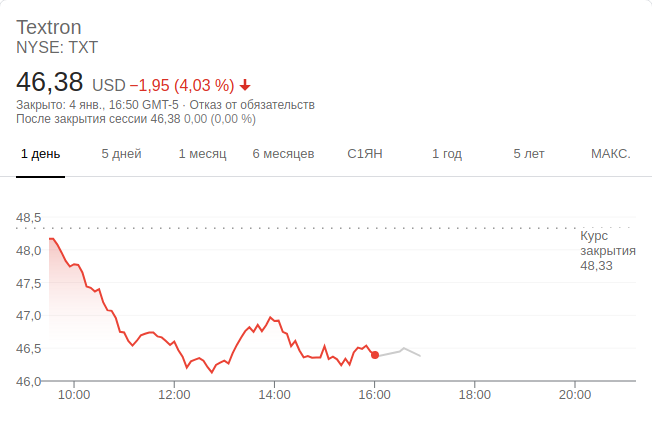 Textron
NYSE: TXT
46,38 USD −1,95 (4,03 %)
Закрыто: 4 янв., 16:50 GMT-5 · Отказ от обязательств
После закрытия сессии 46,38 0,00 (0,00 %)
1 день 5 дней 1 месяц 6 месяцев С1ЯН 1 год 5 лет МАКС.
48,5
Курс
закрытия
48,33
48,0
47,5
47,0
46,5
46,0
10:00 12:00 14:00 16:00 18:00 20:00